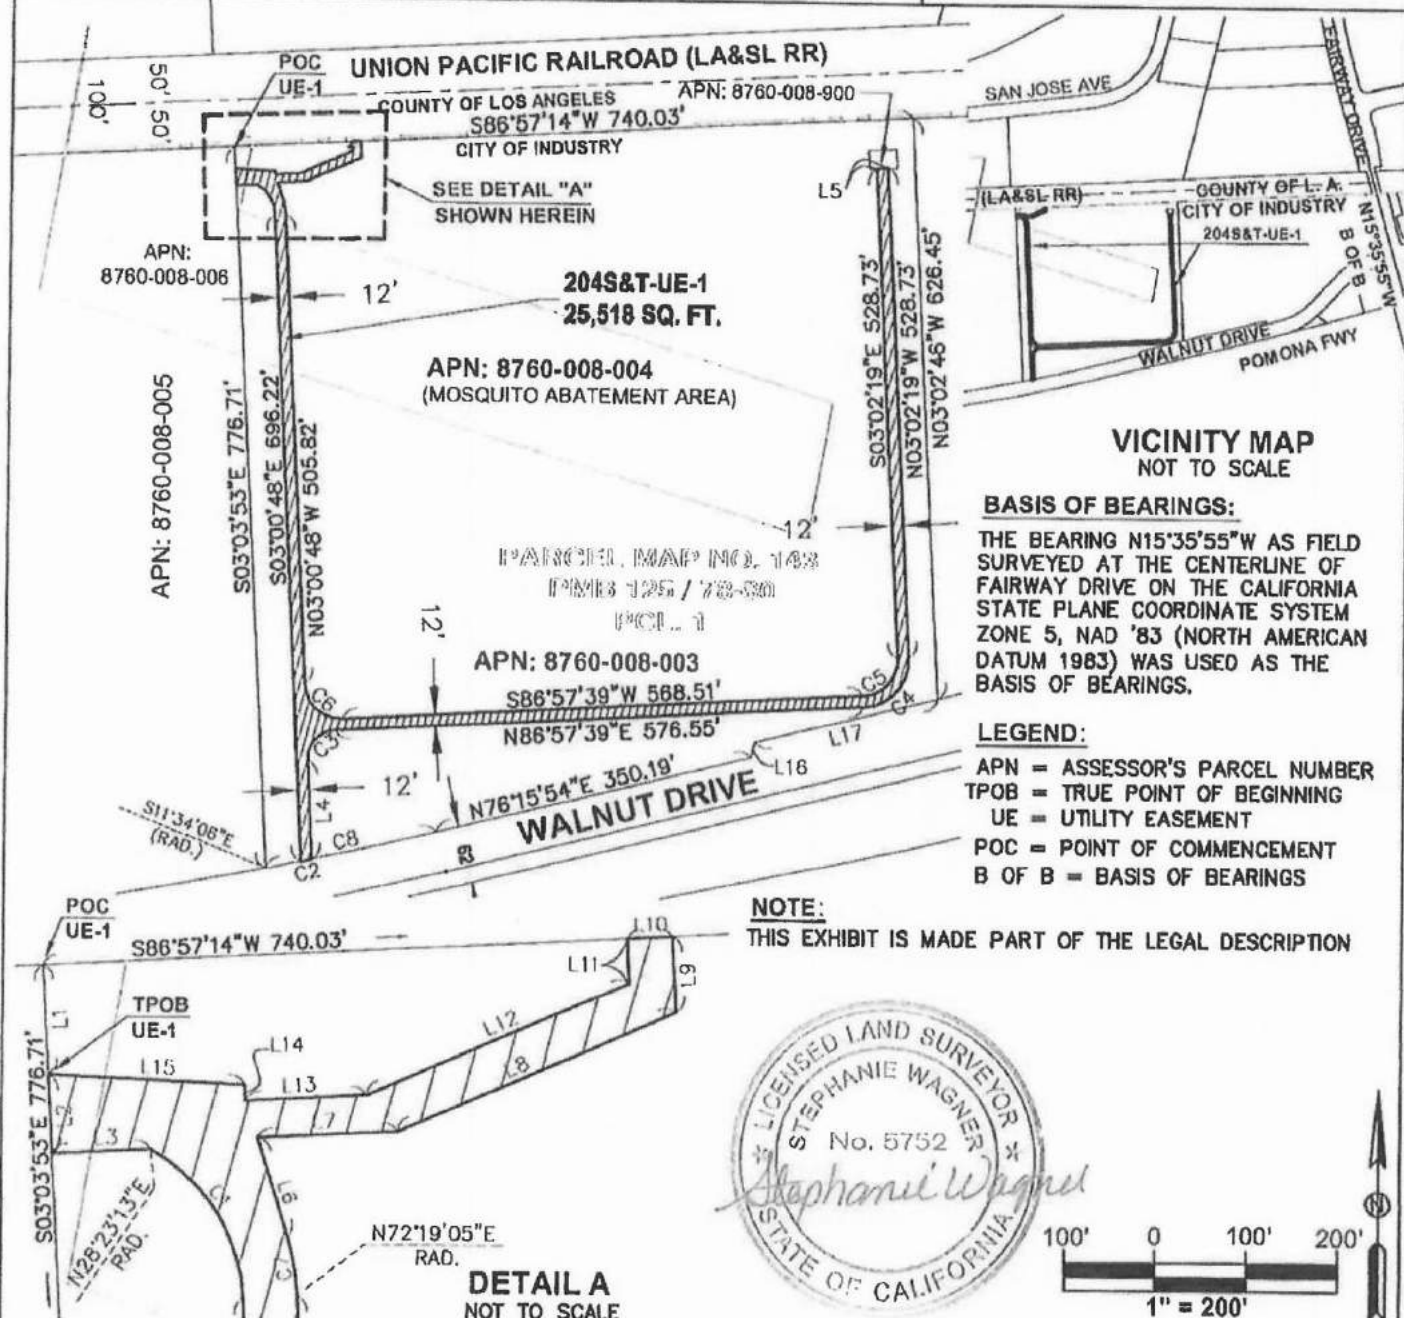 POC
UE-1
UNION PACIFIC RAILROAD (LA&SL RR)
100'
50' 50'
COUNTY OF LOS ANGELES
APN: 8760-008-900
S86°57'14"W 740.03'
CITY OF INDUSTRY
SEE DETAIL "A"
SHOWN HEREIN
L5
APN:
8760-008-006
12'
204S&T-UE-1
25,518 SQ. FT.
APN: 8760-008-004
(MOSQUITO ABATEMENT AREA)
APN: 8760-008-005
S03°03'53"E 776.71'
S03°00'48"E 696.22'
N03°00'48"W 505.82'
S03°02'19"E 528.73'
N03°02'19"W 528.73'
N03°02'46"W 626.45'
12'
PARCEL MAP NO. 143
PMB 125 / 78-80
PCL. 1
12'
APN: 8760-008-003
S86°57'39"W 568.51'
N86°57'39"E 576.55'
C6
C3
C5
C4
L17
L16
12'
L4
N76°15'54"E 350.19'
WALNUT DRIVE
S11°34'06"E
(RAD.)
C8
C2
63'
SAN JOSE AVE
FAIRWAY DRIVE
(LA&SL RR)
COUNTY OF L. A.
CITY OF INDUSTRY
204S&T-UE-1
N15°35'55"W
B OF B
WALNUT DRIVE
POMONA FWY
VICINITY MAP
NOT TO SCALE
BASIS OF BEARINGS:
THE BEARING N15°35'55"W AS FIELD
SURVEYED AT THE CENTERLINE OF
FAIRWAY DRIVE ON THE CALIFORNIA
STATE PLANE COORDINATE SYSTEM
ZONE 5, NAD '83 (NORTH AMERICAN
DATUM 1983) WAS USED AS THE
BASIS OF BEARINGS.
LEGEND:
APN = ASSESSOR'S PARCEL NUMBER
TPOB = TRUE POINT OF BEGINNING
UE = UTILITY EASEMENT
POC = POINT OF COMMENCEMENT
B OF B = BASIS OF BEARINGS
NOTE:
THIS EXHIBIT IS MADE PART OF THE LEGAL DESCRIPTION
POC
UE-1
S86°57'14"W 740.03'
L10
L11
L9
L1
TPOB
UE-1
L12
L14
L15
L13
L8
L2
L3
L7
S03°03'53"E 776.71'
C1
L6
N28°23'13"E
RAD.
C7
N72°19'05"E
RAD.
DETAIL A
NOT TO SCALE
LICENSED LAND SURVEYOR
STEPHANIE WAGNER
No. 5752
Stephanie Wagner
STATE OF CALIFORNIA
N
100' 0 100' 200'
1" = 200'